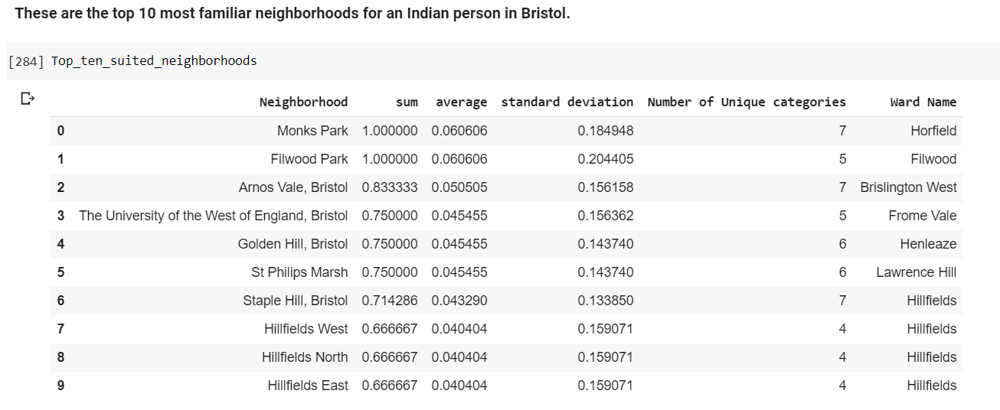 These are the top 10 most familiar neighborhoods for an Indian person in Bristol.
[284] Top_ten_suited_neighborhoods
Neighborhood sum average standard deviation Number of Unique categories Ward Name
0 Monks Park 1.000000 0.060606 0.184948 7 Horfield
1 Filwood Park 1.000000 0.060606 0.204405 5 Filwood
2 Arnos Vale, Bristol 0.833333 0.050505 0.156158 7 Brislington West
3 The University of the West of England, Bristol 0.750000 0.045455 0.156362 5 Frome Vale
4 Golden Hill, Bristol 0.750000 0.045455 0.143740 6 Henleaze
5 St Philips Marsh 0.750000 0.045455 0.143740 6 Lawrence Hill
6 Staple Hill, Bristol 0.714286 0.043290 0.133850 7 Hillfields
7 Hillfields West 0.666667 0.040404 0.159071 4 Hillfields
8 Hillfields North 0.666667 0.040404 0.159071 4 Hillfields
9 Hillfields East 0.666667 0.040404 0.159071 4 Hillfields